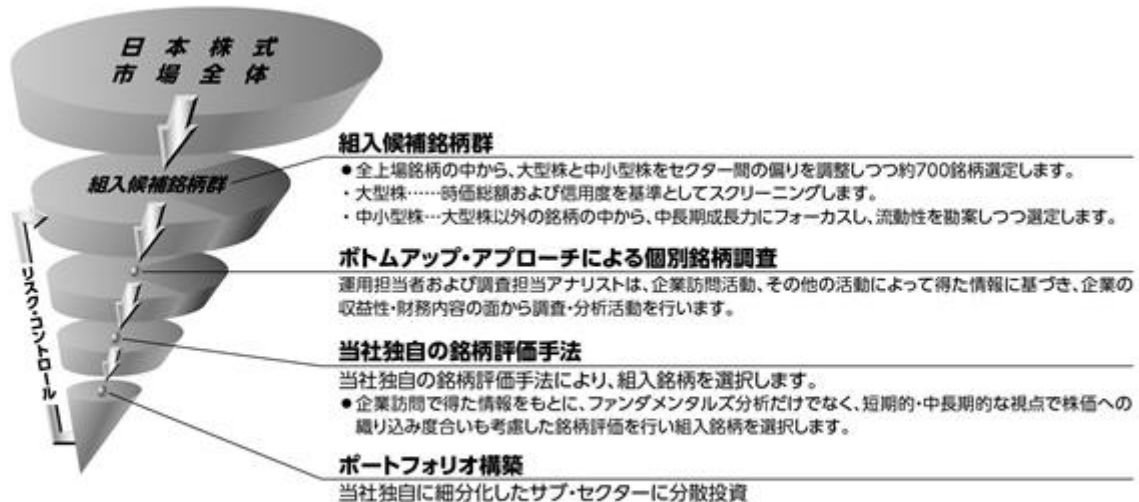 日本株式
市場全体
組入候補銘柄群
組入候補銘柄群
●全上場銘柄の中から、大型株と中小型株をセクター間の偏りを調整しつつ約700銘柄選定します。
・大型株……時価総額および信用度を基準としてスクリーニングします。
・中小型株…大型株以外の銘柄の中から、中長期成長力にフォーカスし、流動性を勘案しつつ選定します。
ボトムアップ・アプローチによる個別銘柄調査
運用担当者および調査担当アナリストは、企業訪問活動、その他の活動によって得た情報に基づき、企業の
収益性・財務内容の面から調査・分析活動を行います。
リスク・コントロール
当社独自の銘柄評価手法
当社独自の銘柄評価手法により、組入銘柄を選択します。
●企業訪問で得た情報をもとに、ファンダメンタルズ分析だけでなく、短期的・中長期的な視点で株価への
織り込み度合いも考慮した銘柄評価を行い組入銘柄を選択します。
ポートフォリオ構築
当社独自に細分化したサブ・セクターに分散投資